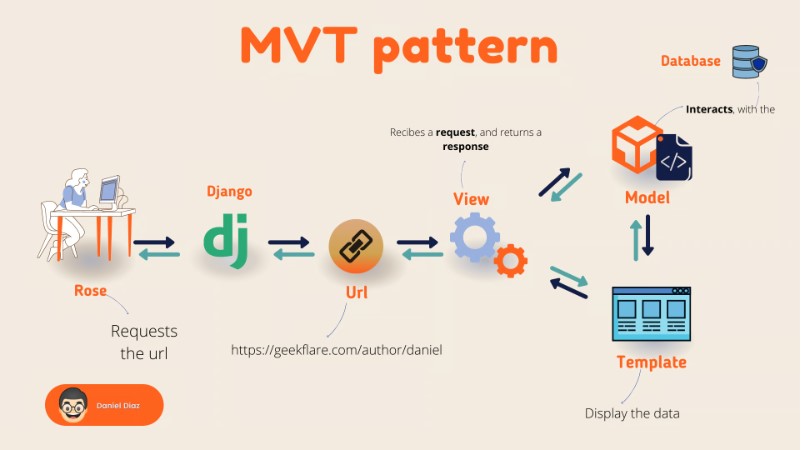 MVT pattern
Database
Interacts, with the
Recibes a request, and returns a
response
</>
Model
View
Django
dj
Rose
Url
Requests
the url
https://geekflare.com/author/daniel
Template
Display the data
Daniel Diaz